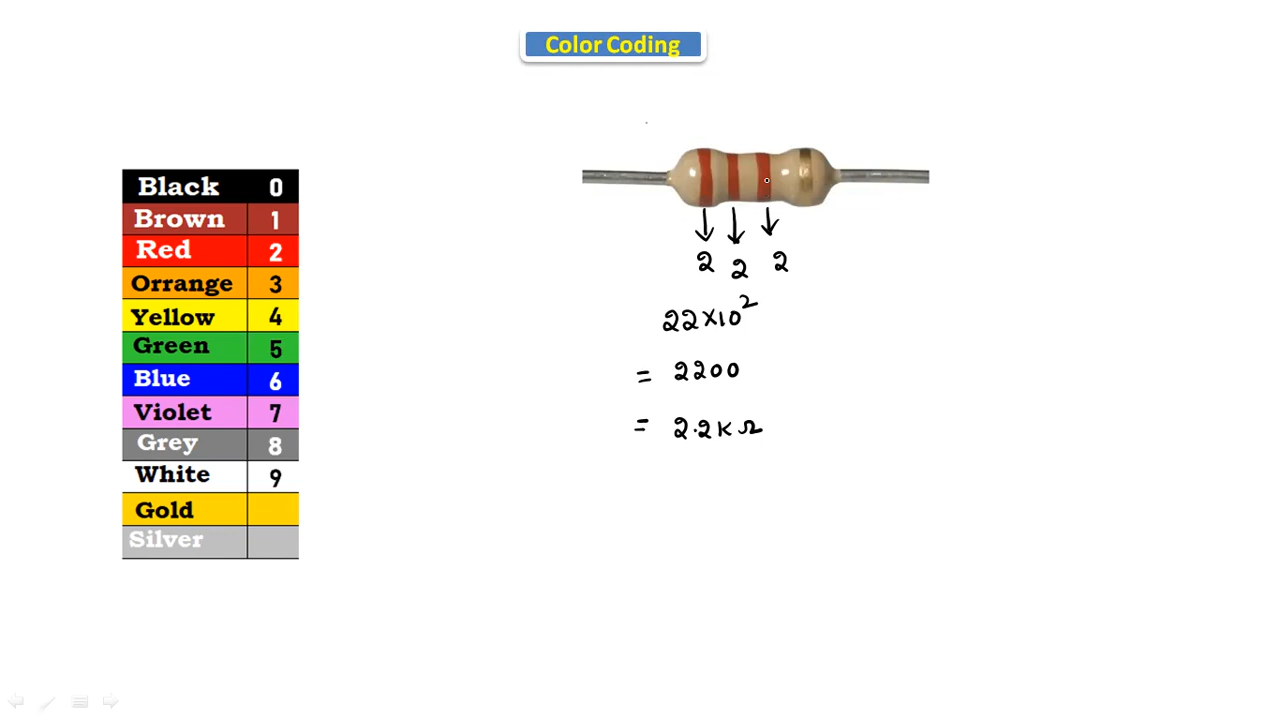 Color Coding
Black 0
Brown 1
Red 2
Orrange 3
Yellow 4
Green 5
Blue 6
Violet 7
Grey 8
White 9
Gold
Silver
2 2 2
22×10²
= 2200
= 2.2KΩ